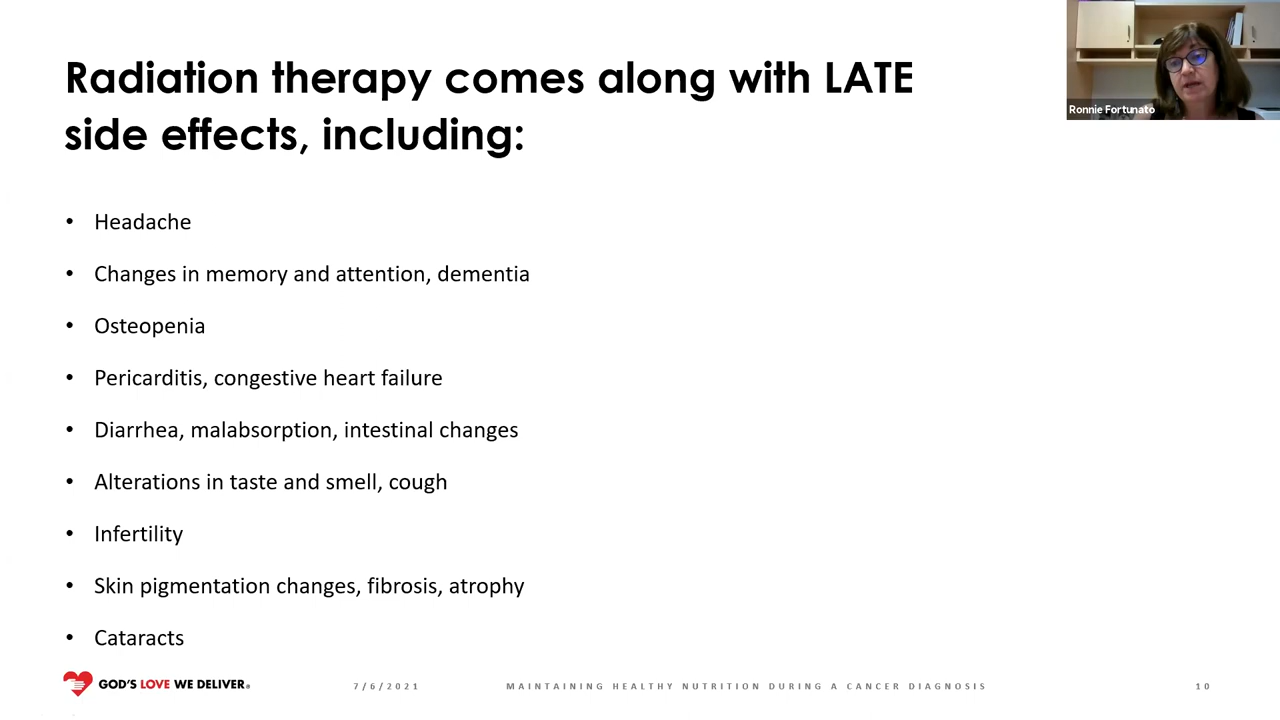 Radiation therapy comes along with LATE
side effects, including:
Ronnie Fortunato
• Headache
• Changes in memory and attention, dementia
• Osteopenia
• Pericarditis, congestive heart failure
• Diarrhea, malabsorption, intestinal changes
• Alterations in taste and smell, cough
• Infertility
• Skin pigmentation changes, fibrosis, atrophy
• Cataracts
GOD'S LOVE WE DELIVER®
7/6/2021
MAINTAINING HEALTHY NUTRITION DURING A CANCER DIAGNOSIS
10